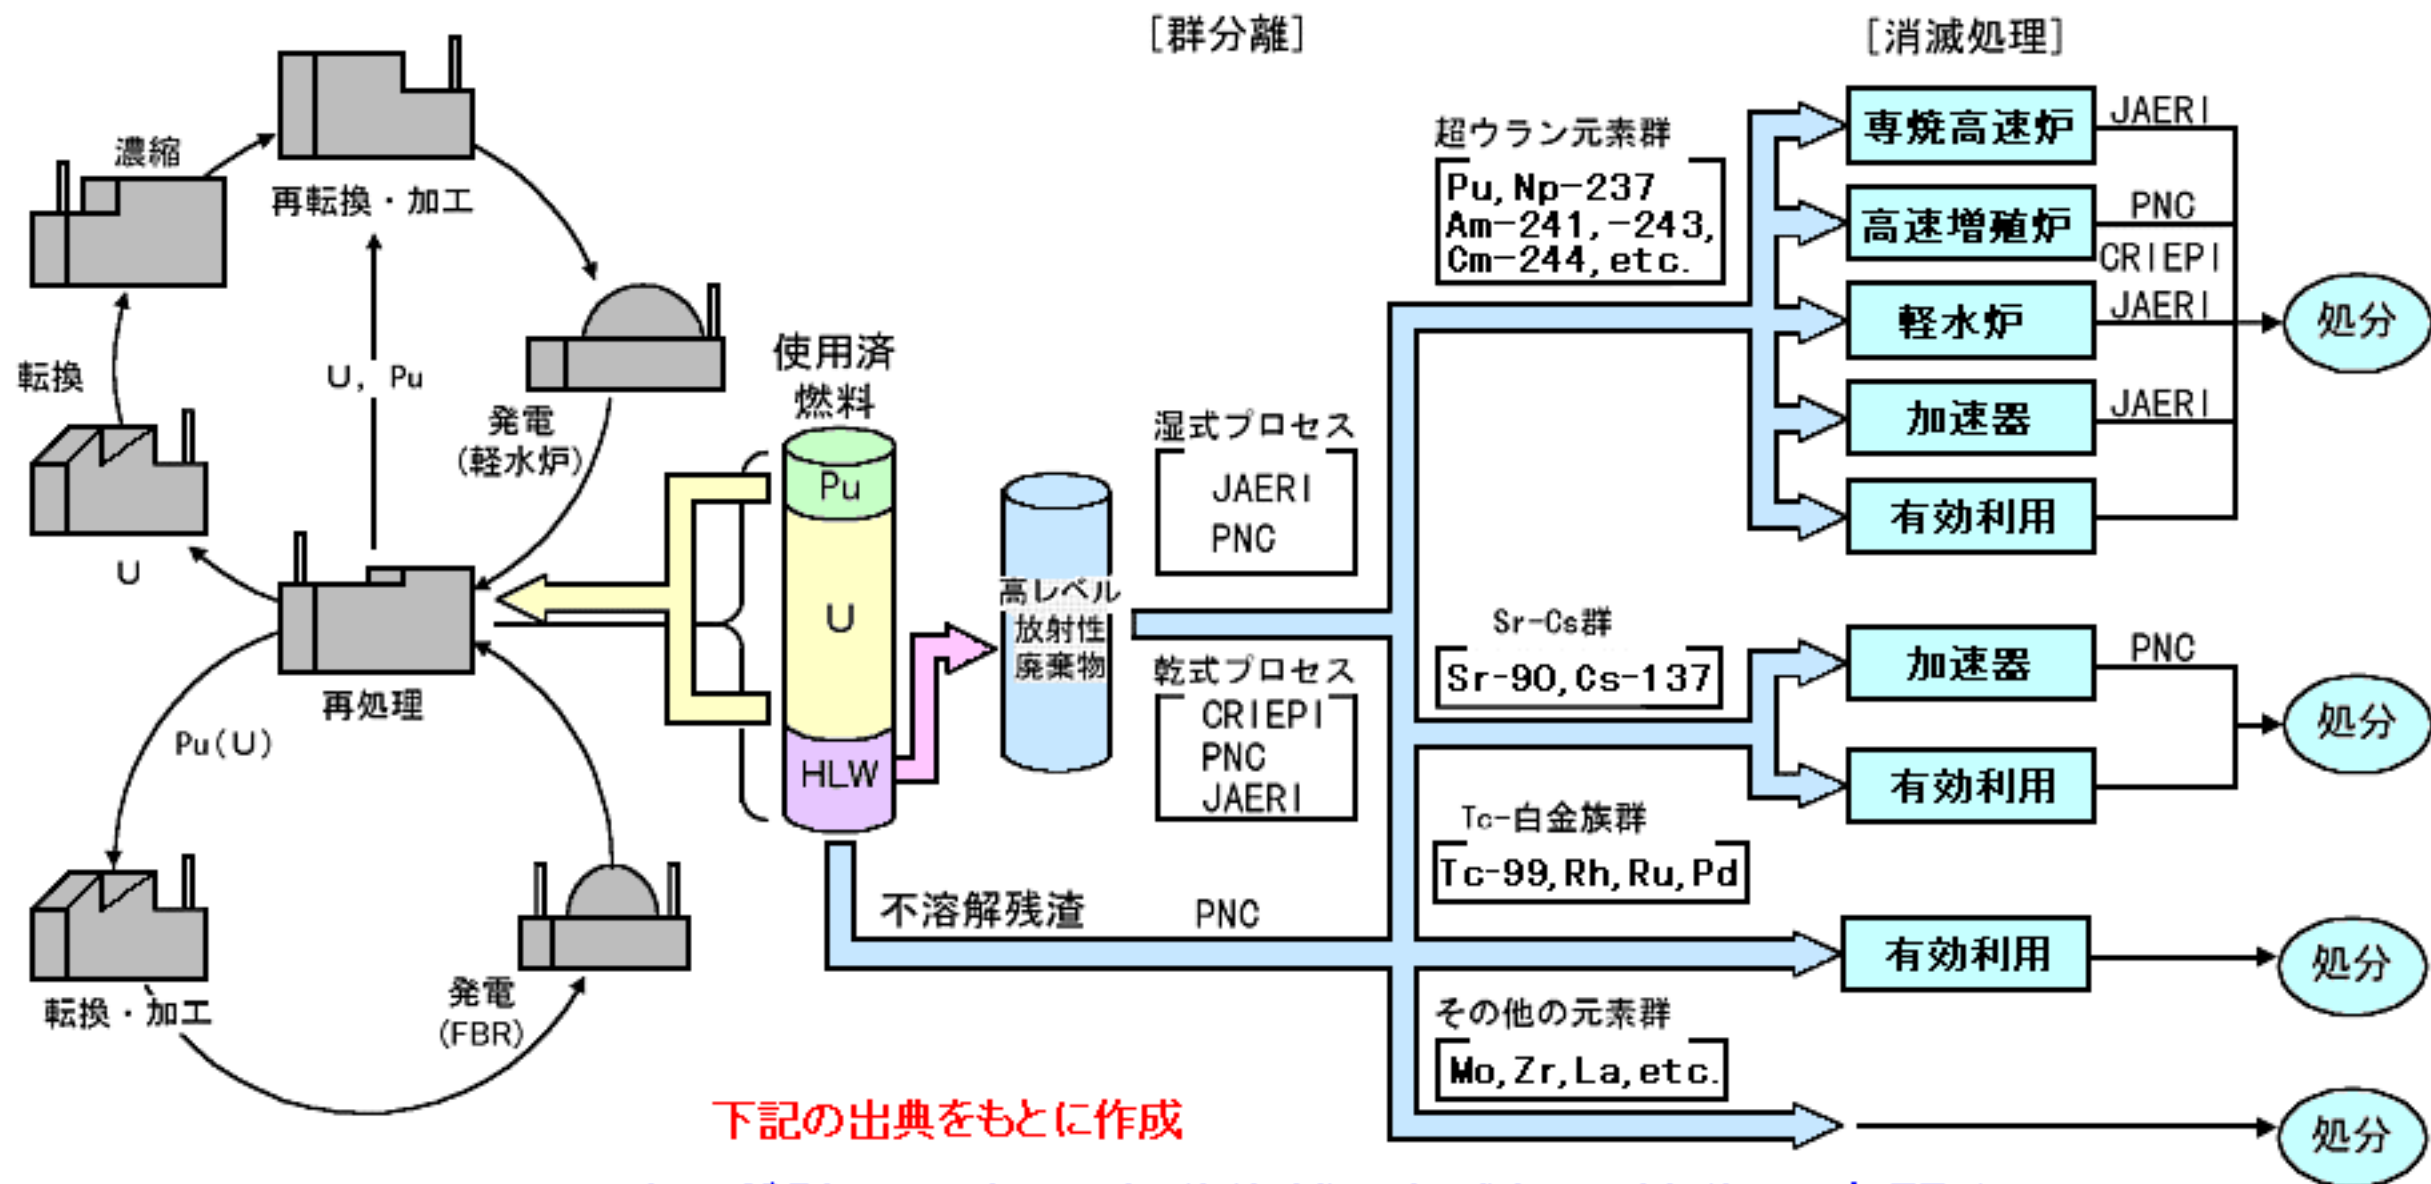 [群分離]
[消滅処理]
濃縮
再転換・加工
転換
U, Pu
発電
(軽水炉)
U
再処理
Pu(U)
転換・加工
発電
(FBR)
使用済
燃料
Pu
U
HLW
高レベル
放射性
廃棄物
湿式プロセス
JAERI
PNC
乾式プロセス
CRIEPI
PNC
JAERI
不溶解残渣 PNC
超ウラン元素群
Pu,Np-237
Am-241,-243,
Cm-244,etc.
専焼高速炉 JAERI
高速増殖炉 PNC
CRIEPI
軽水炉 JAERI
加速器 JAERI
有効利用
処分
Sr-Cs群
Sr-90,Cs-137
加速器 PNC
有効利用
処分
Tc-白金族群
Tc-99,Rh,Ru,Pd
有効利用
処分
その他の元素群
Mo,Zr,La,etc.
処分
下記の出典をもとに作成